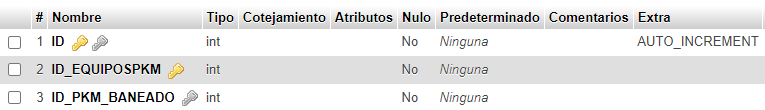 # Nombre Tipo Cotejamiento Atributos Nulo Predeterminado Comentarios Extra
1 ID int No Ninguna AUTO_INCREMENT
2 ID_EQUIPOSPKM int No Ninguna
3 ID_PKM_BANEADO int No Ninguna